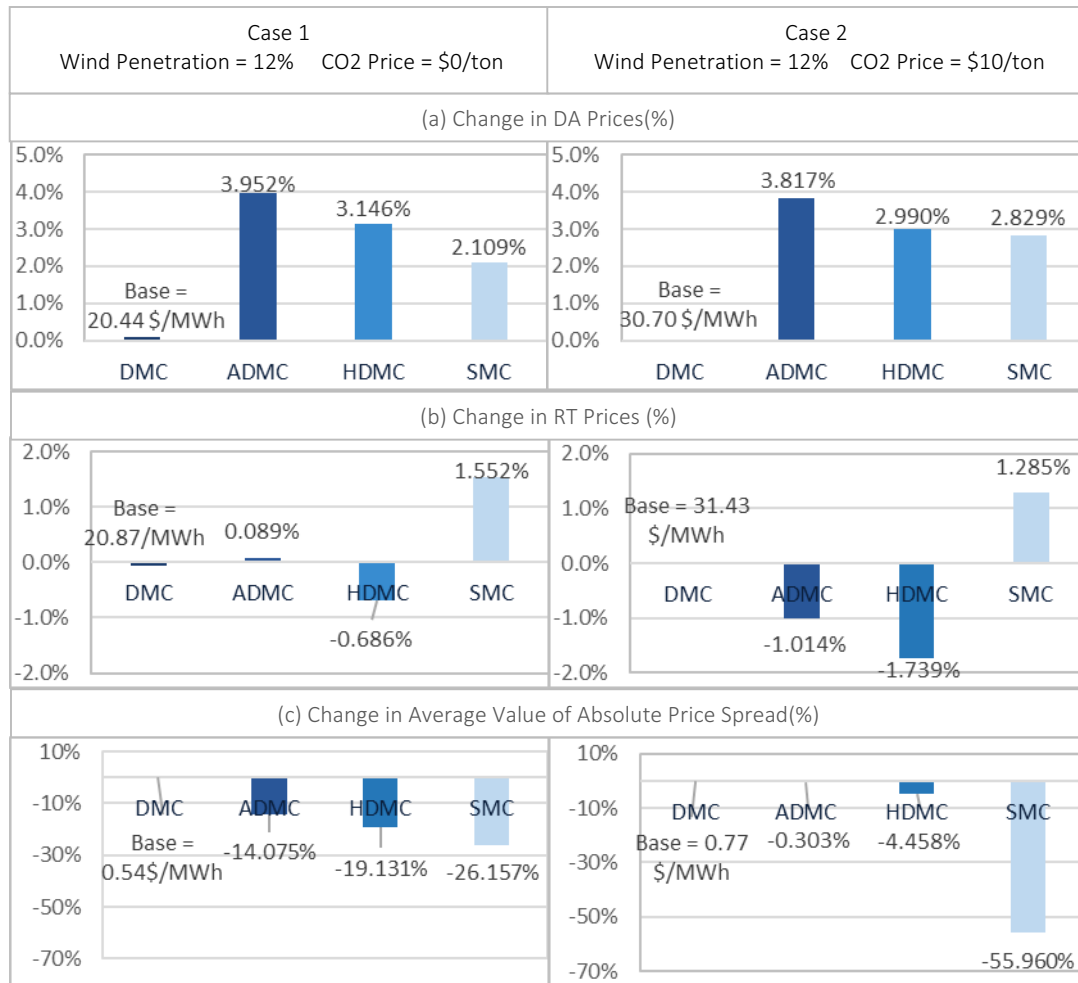 Case 1
Wind Penetration = 12% CO2 Price = $0/ton
Case 2
Wind Penetration = 12% CO2 Price = $10/ton
(a) Change in DA Prices(%)
5.0%
4.0%
3.0%
2.0%
1.0%
0.0%
Base =
20.44 $/MWh
3.952%
3.146%
2.109%
DMC
ADMC
HDMC
SMC
5.0%
4.0%
3.0%
2.0%
1.0%
0.0%
Base =
30.70 $/MWh
3.817%
2.990%
2.829%
DMC
ADMC
HDMC
SMC
(b) Change in RT Prices (%)
2.0%
1.0%
0.0%
-1.0%
-2.0%
Base =
20.87/MWh
0.089%
-0.686%
1.552%
DMC
ADMC
HDMC
SMC
2.0%
1.0%
0.0%
-1.0%
-2.0%
Base = 31.43
$/MWh
-1.014%
-1.739%
1.285%
DMC
ADMC
HDMC
SMC
(c) Change in Average Value of Absolute Price Spread(%)
10%
-10%
-30%
-50%
-70%
DMC
ADMC
HDMC
SMC
Base =
0.54$/MWh
-14.075%
-19.131%
-26.157%
10%
-10%
-30%
-50%
-70%
DMC
ADMC
HDMC
SMC
Base = 0.77
$/MWh
-0.303%
-4.458%
-55.960%